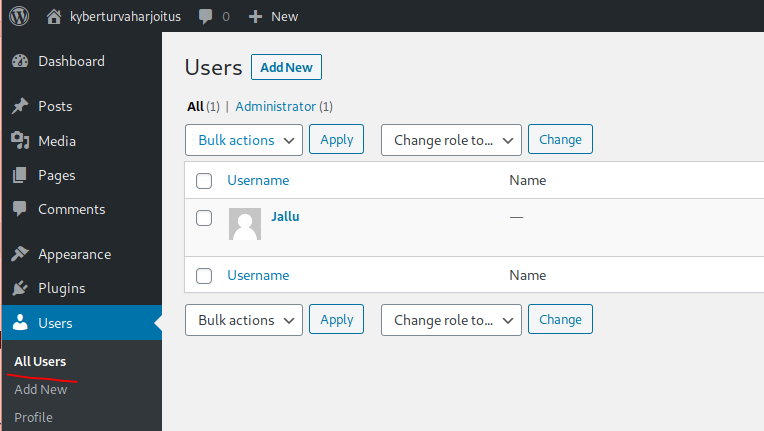 kyberturvaharjoitus 0 New
Dashboard
Posts
Media
Pages
Comments
Appearance
Plugins
Users
All Users
Add New
Profile
Users Add New
All (1) | Administrator (1)
Bulk actions Apply Change role to... Change
Username Name
Jallu —
Username Name
Bulk actions Apply Change role to... Change